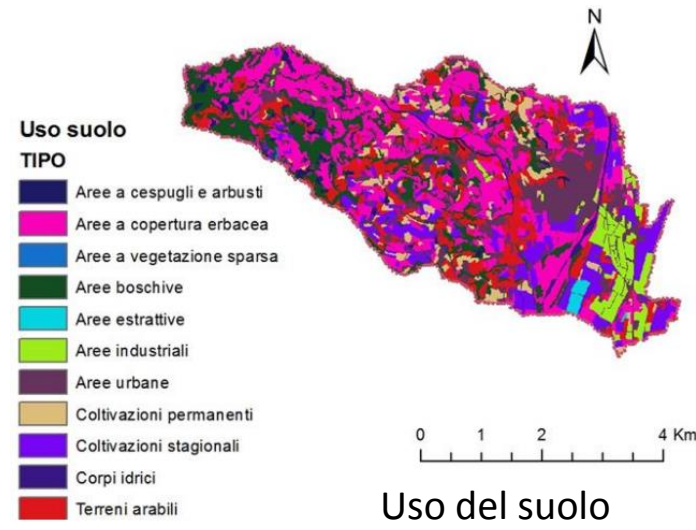 N
Uso suolo
TIPO
Aree a cespugli e arbusti
Aree a copertura erbacea
Aree a vegetazione sparsa
Aree boschive
Aree estrattive
Aree industriali
Aree urbane
Coltivazioni permanenti
Coltivazioni stagionali
Corpi idrici
Terreni arabili
0 1 2 4 Km
Uso del suolo